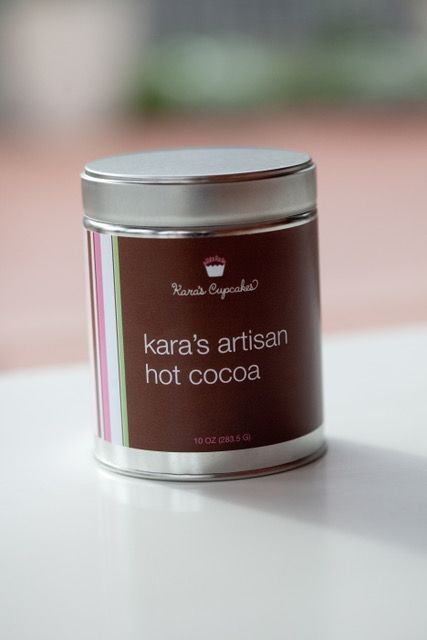 Kara's Cupcakes
kara's artisan
hot cocoa
10 OZ (283.5 G)